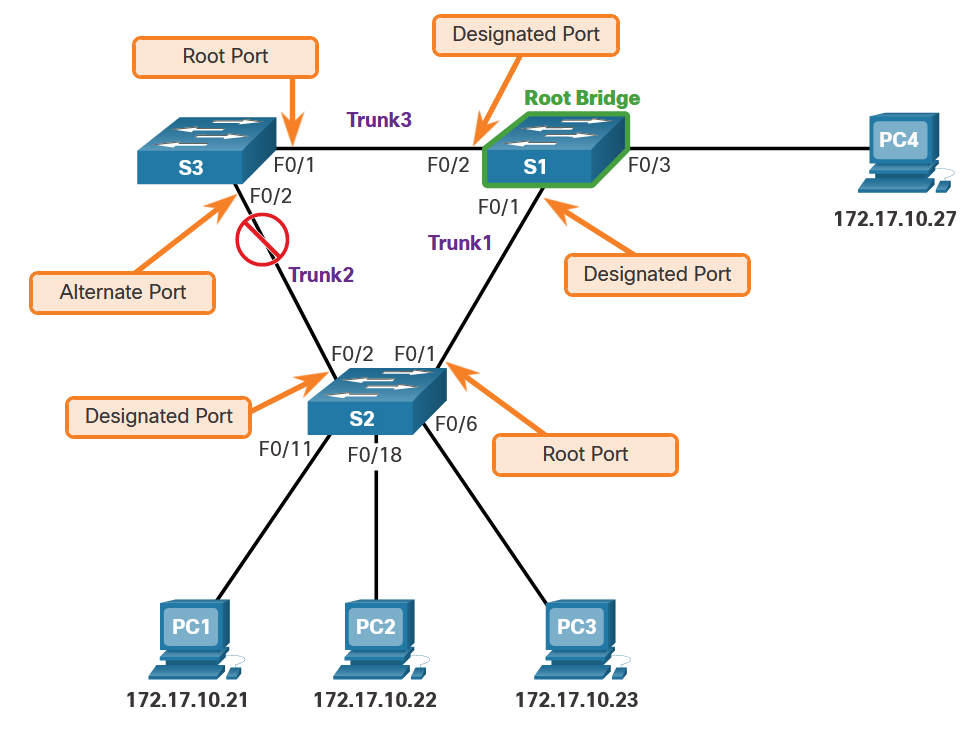 Designated Port
Root Port
Root Bridge
Trunk3
S3
F0/1
F0/2
S1
F0/3
PC4
F0/2
F0/1
172.17.10.27
Trunk1
Trunk2
Designated Port
Alternate Port
F0/2
F0/1
Designated Port
S2
F0/6
F0/11
F0/18
Root Port
PC1
PC2
PC3
172.17.10.21
172.17.10.22
172.17.10.23